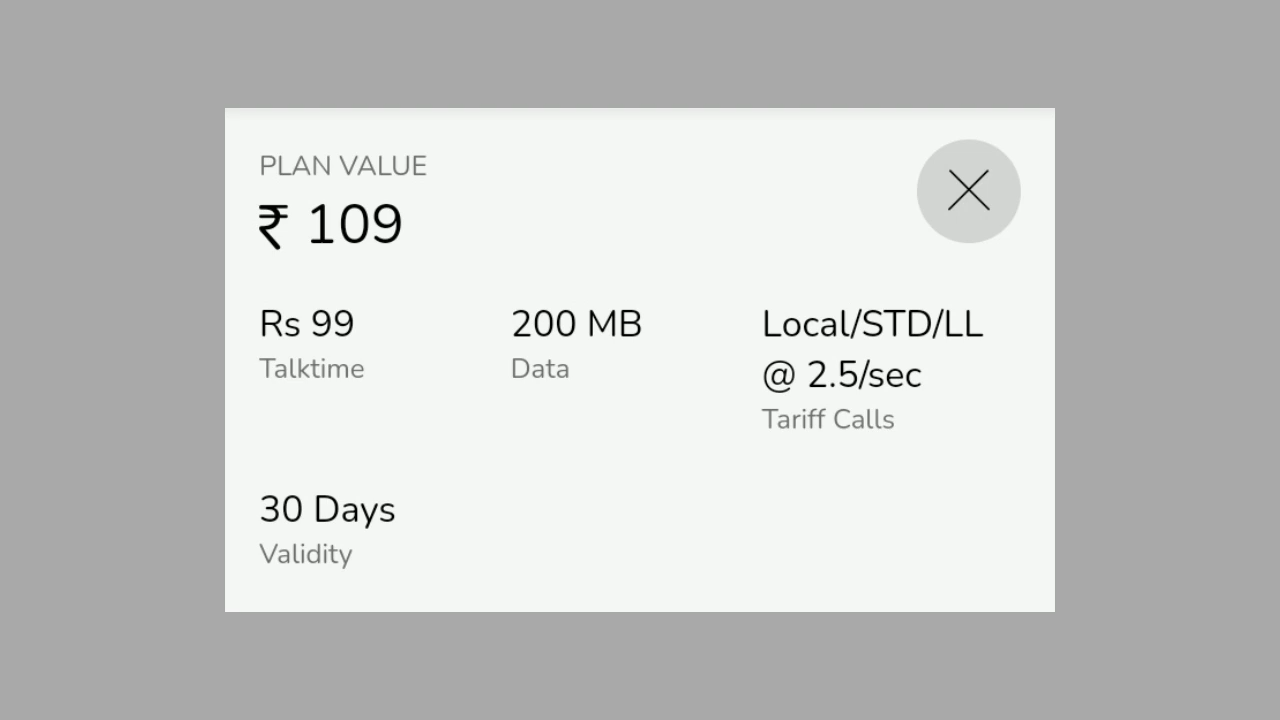 PLAN VALUE
₹ 109
Rs 99
Talktime
200 MB
Data
Local/STD/LL
@ 2.5/sec
Tariff Calls
30 Days
Validity